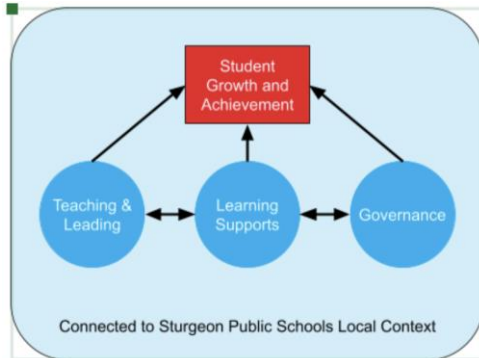 Student
Growth and
Achievement
Teaching &
Leading
Learning
Supports
Governance
Connected to Sturgeon Public Schools Local Context